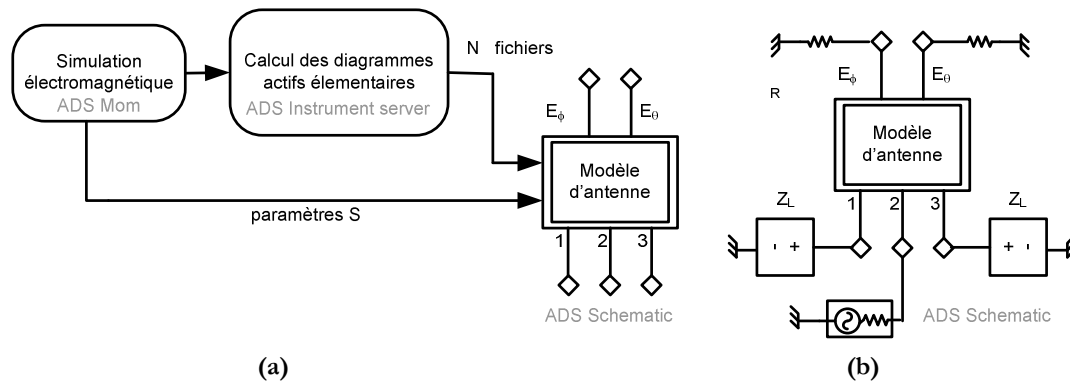 Simulation
électromagnétique
ADS Mom
Calcul des diagrammes
actifs élementaires
ADS Instrument server
N fichiers
paramètres S
Eϕ
Eθ
Modèle
d'antenne
1 2 3
ADS Schematic
(a)
R
Eϕ
Eθ
Modèle
d'antenne
1 2 3
ZL
ZL
- +
+ -
ADS Schematic
(b)